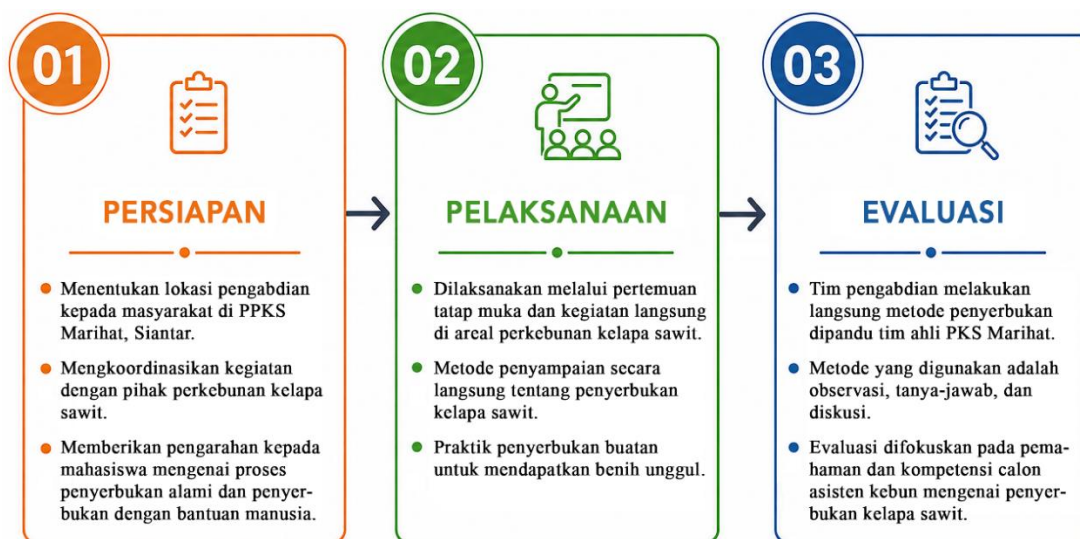 01
PERSIAPAN
Menentukan lokasi pengabdian
kepada masyarakat di PPKS
Marihat, Siantar.
Mengkoordinasikan kegiatan
dengan pihak perkebunan kelapa
sawit.
Memberikan pengarahan kepada
mahasiswa mengenai proses
penyerbukan alami dan penyer-
bukan dengan bantuan manusia.
02
PELAKSANAAN
Dilaksanakan melalui pertemuan
tatap muka dan kegiatan langsung
di areal perkebunan kelapa sawit.
Metode penyampaian secara
langsung tentang penyerbukan
kelapa sawit.
Praktik penyerbukan buatan
untuk mendapatkan benih unggul.
03
EVALUASI
Tim pengabdian melakukan
langsung metode penyerbukan
dipandu tim ahli PKS Marihat.
Metode yang digunakan adalah
observasi, tanya-jawab, dan
diskusi.
Evaluasi difokuskan pada pema-
haman dan kompetensi calon
asisten kebun mengenai penyer-
bukan kelapa sawit.